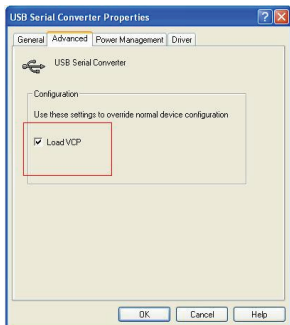 USB Serial Converter Properties
General Advanced Power Management Driver
USB Serial Converter
Configuration
Use these settings to override normal device configuration
Load VCP
OK Cancel Help